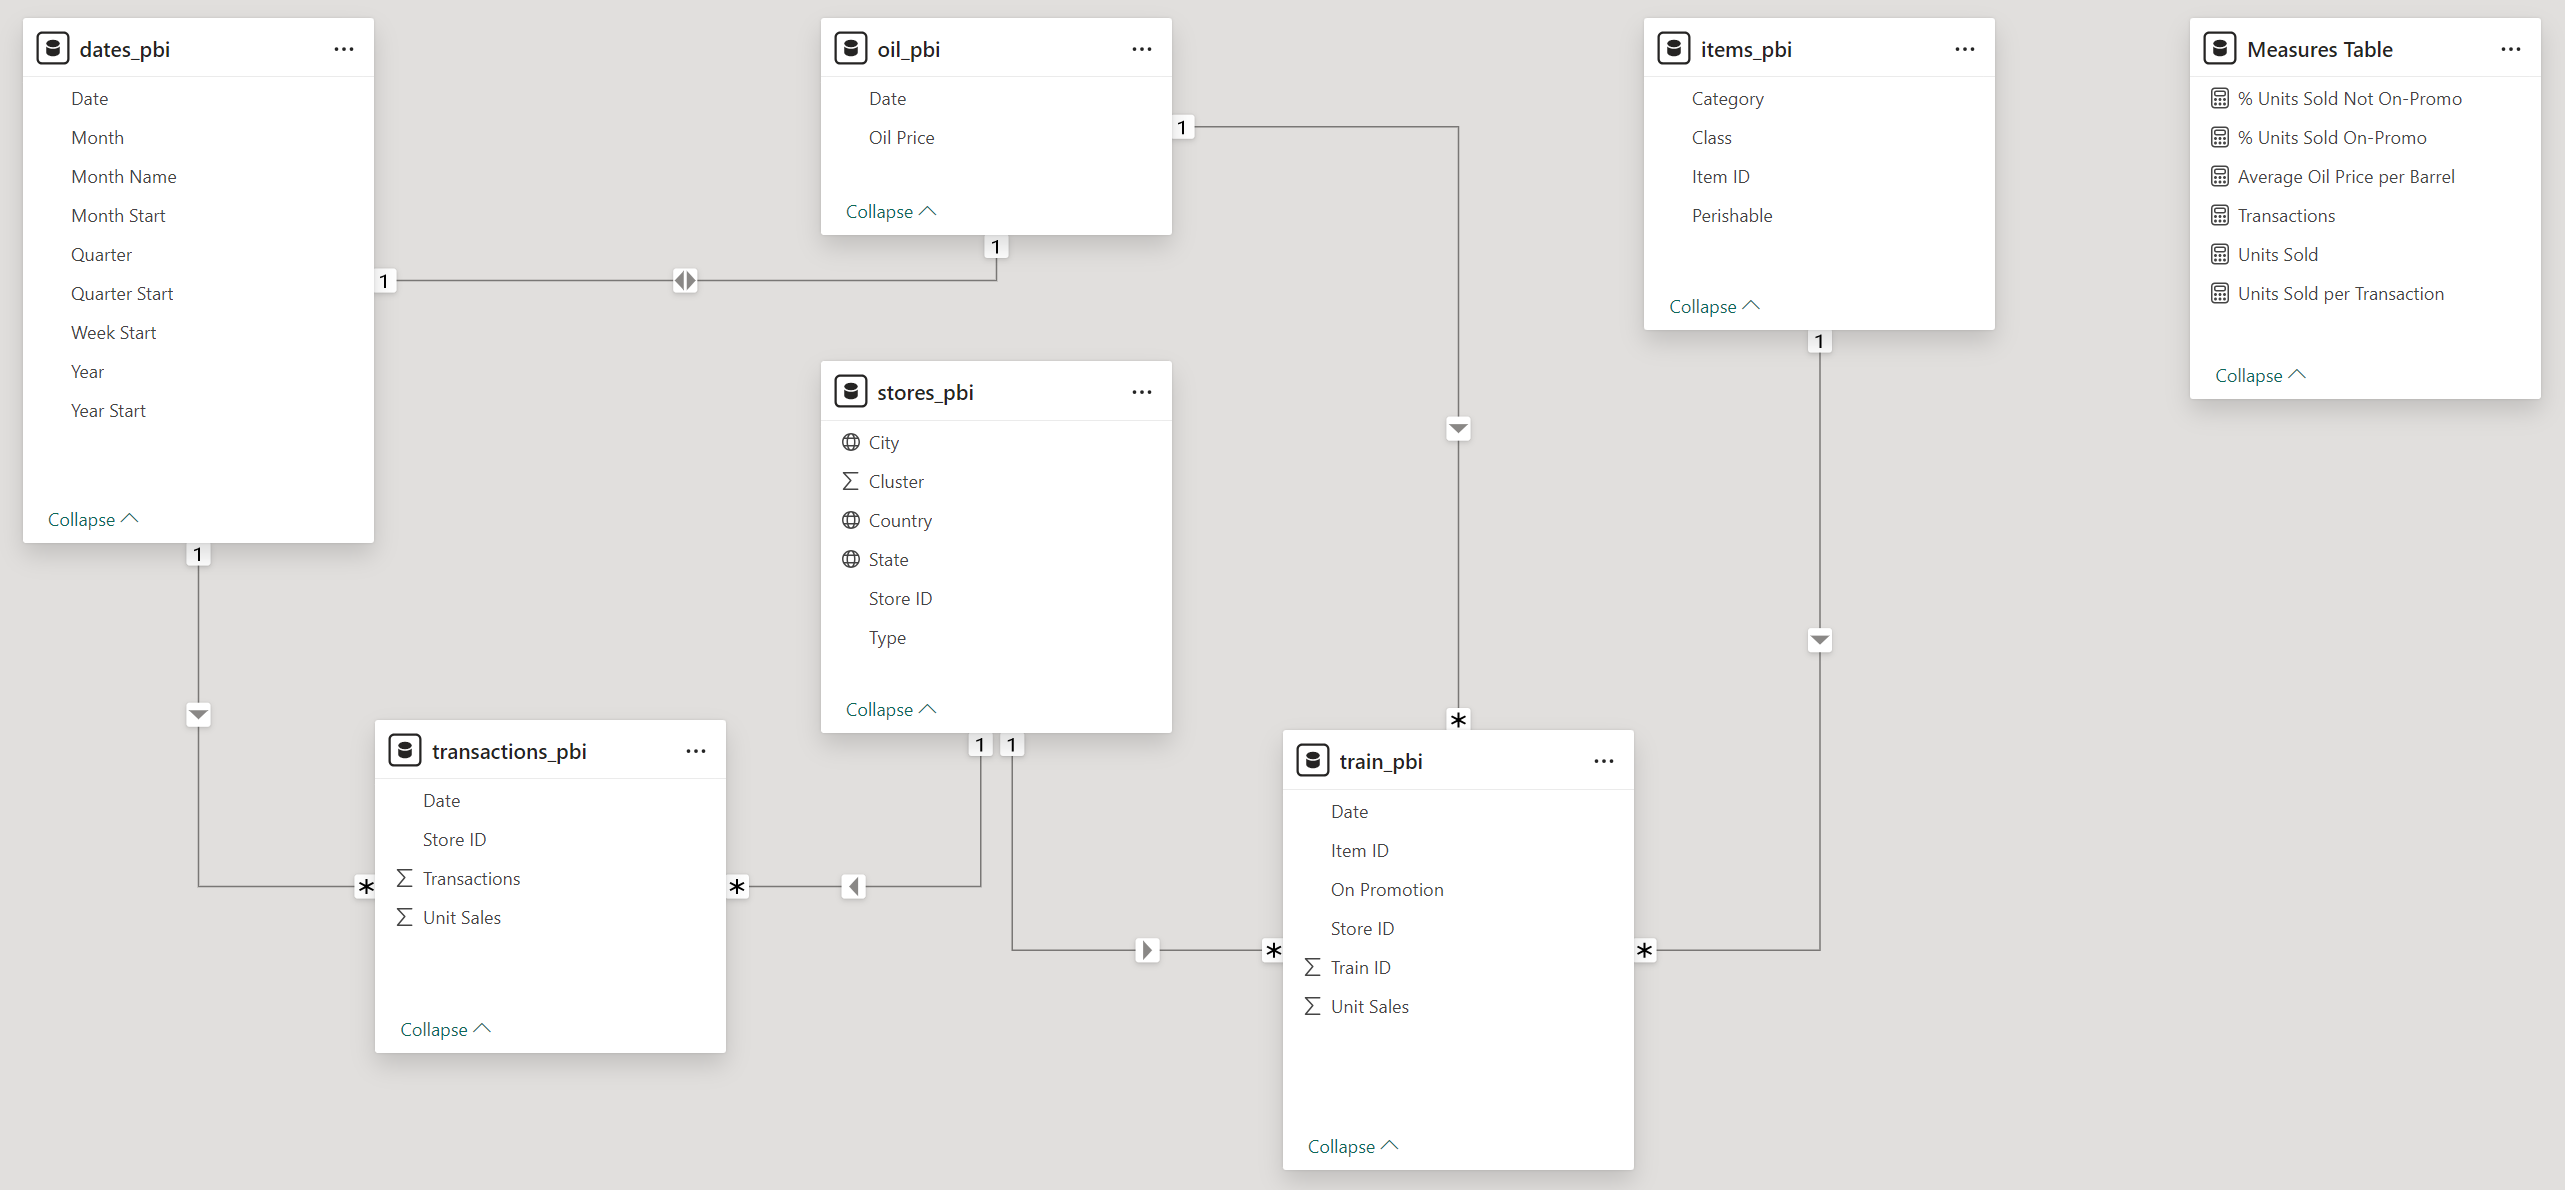 dates_pbi
Date
Month
Month Name
Month Start
Quarter
Quarter Start
Week Start
Year
Year Start
Collapse
1
1
oil_pbi
Date
Oil Price
Collapse
1
1
stores_pbi
City
Cluster
Country
State
Store ID
Type
Collapse
1 1
items_pbi
Category
Class
Item ID
Perishable
Collapse
1
Measures Table
% Units Sold Not On-Promo
% Units Sold On-Promo
Average Oil Price per Barrel
Transactions
Units Sold
Units Sold per Transaction
Collapse
transactions_pbi
Date
Store ID
Transactions
Unit Sales
Collapse
*
*
train_pbi
Date
Item ID
On Promotion
Store ID
Train ID
Unit Sales
Collapse
*
*
*